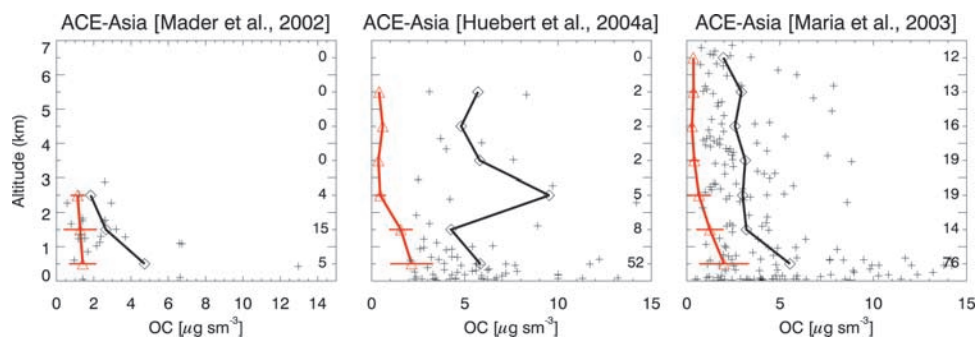 ACE-Asia [Mader et al., 2002]
7
6
5
4
3
2
1
0
Altitude (km)
0
0
0
0
4
15
5
0 2 4 6 8 10 12 14
OC [μg sm⁻³]
ACE-Asia [Huebert et al., 2004a]
0
2
2
2
5
8
52
0 5 10 15
OC [μg sm⁻³]
ACE-Asia [Maria et al., 2003]
12
13
16
19
19
14
76
0 5 10 15
OC [μg sm⁻³]